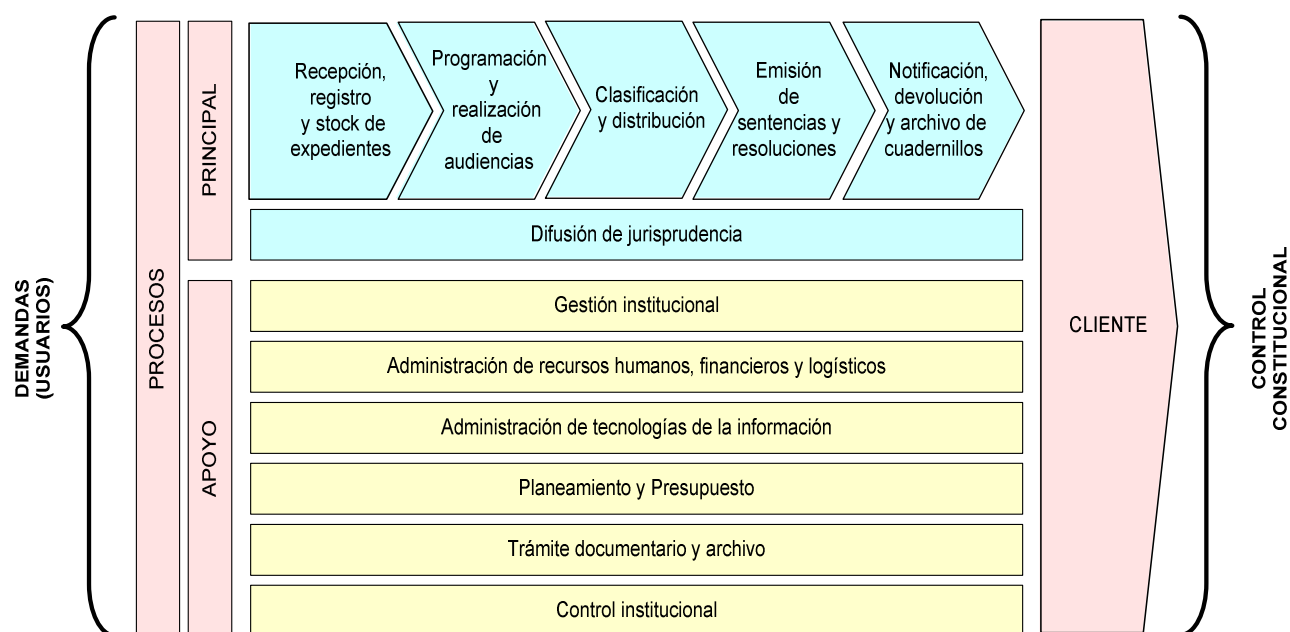 DEMANDAS
(USUARIOS)
PROCESOS
PRINCIPAL
Recepción,
registro
y stock de
expedientes
Programación
y
realización
de
audiencias
Clasificación
y distribución
Emisión
de
sentencias y
resoluciones
Notificación,
devolución
y archivo de
cuadernillos
Difusión de jurisprudencia
APOYO
Gestión institucional
Administración de recursos humanos, financieros y logísticos
Administración de tecnologías de la información
Planeamiento y Presupuesto
Trámite documentario y archivo
Control institucional
CLIENTE
CONTROL
CONSTITUCIONAL